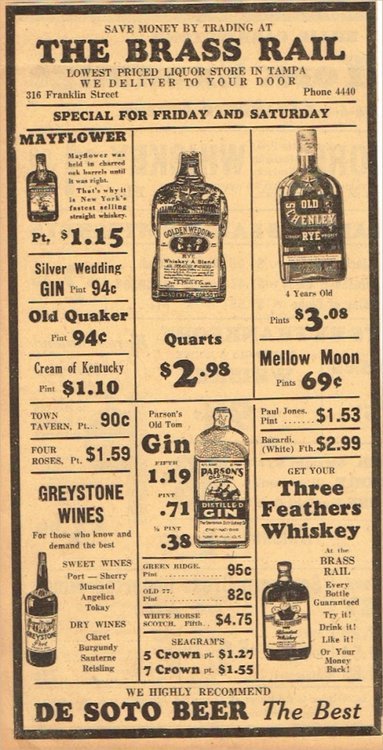 SAVE MONEY BY TRADING AT
THE BRASS RAIL
LOWEST PRICED LIQUOR STORE IN TAMPA
WE DELIVER TO YOUR DOOR
316 Franklin Street Phone 4440
SPECIAL FOR FRIDAY AND SATURDAY
MAYFLOWER
Mayflower was
held in charred
oak barrels until
it was right.
That's why it
is New York's
fastest selling
straight whiskey.
Pt. $1.15
Silver Wedding
GIN Pint 94c
Old Quaker
Pint 94c
Cream of Kentucky
Pint $1.10
TOWN
TAVERN, Pt... 90c
FOUR
ROSES, Pt. $1.59
GREYSTONE
WINES
For those who know and
demand the best
SWEET WINES
Port — Sherry
Muscatel
Angelica
Tokay
DRY WINES
Claret
Burgundy
Sauterne
Reisling
GREYSTONE
Port
GOLDEN WEDDING
RYE
Whiskey A Blend
Quarts
$2.98
Parson's
Old Tom
Gin
FIFTH
1.19
PINT
.71
½ PINT
.38
PARSON'S
OLD TOM
DISTILLED
GIN
GREEN RIDGE.
Pint 95c
OLD 77.
Pint 82c
WHITE HORSE
SCOTCH. Fifth $4.75
SEAGRAM'S
5 Crown pt. $1.27
7 Crown pt. $1.55
OLD
SCHENLEY
RYE
4 Years Old
Pints $3.08
Mellow Moon
Pints 69c
Paul Jones.
Pint $1.53
Bacardi.
(White) Fth. $2.99
GET YOUR
Three
Feathers
Whiskey
At the
BRASS
RAIL
Every
Bottle
Guaranteed
Try it!
Drink it!
Like it!
Or Your
Money
Back!
WE HIGHLY RECOMMEND
DE SOTO BEER The Best